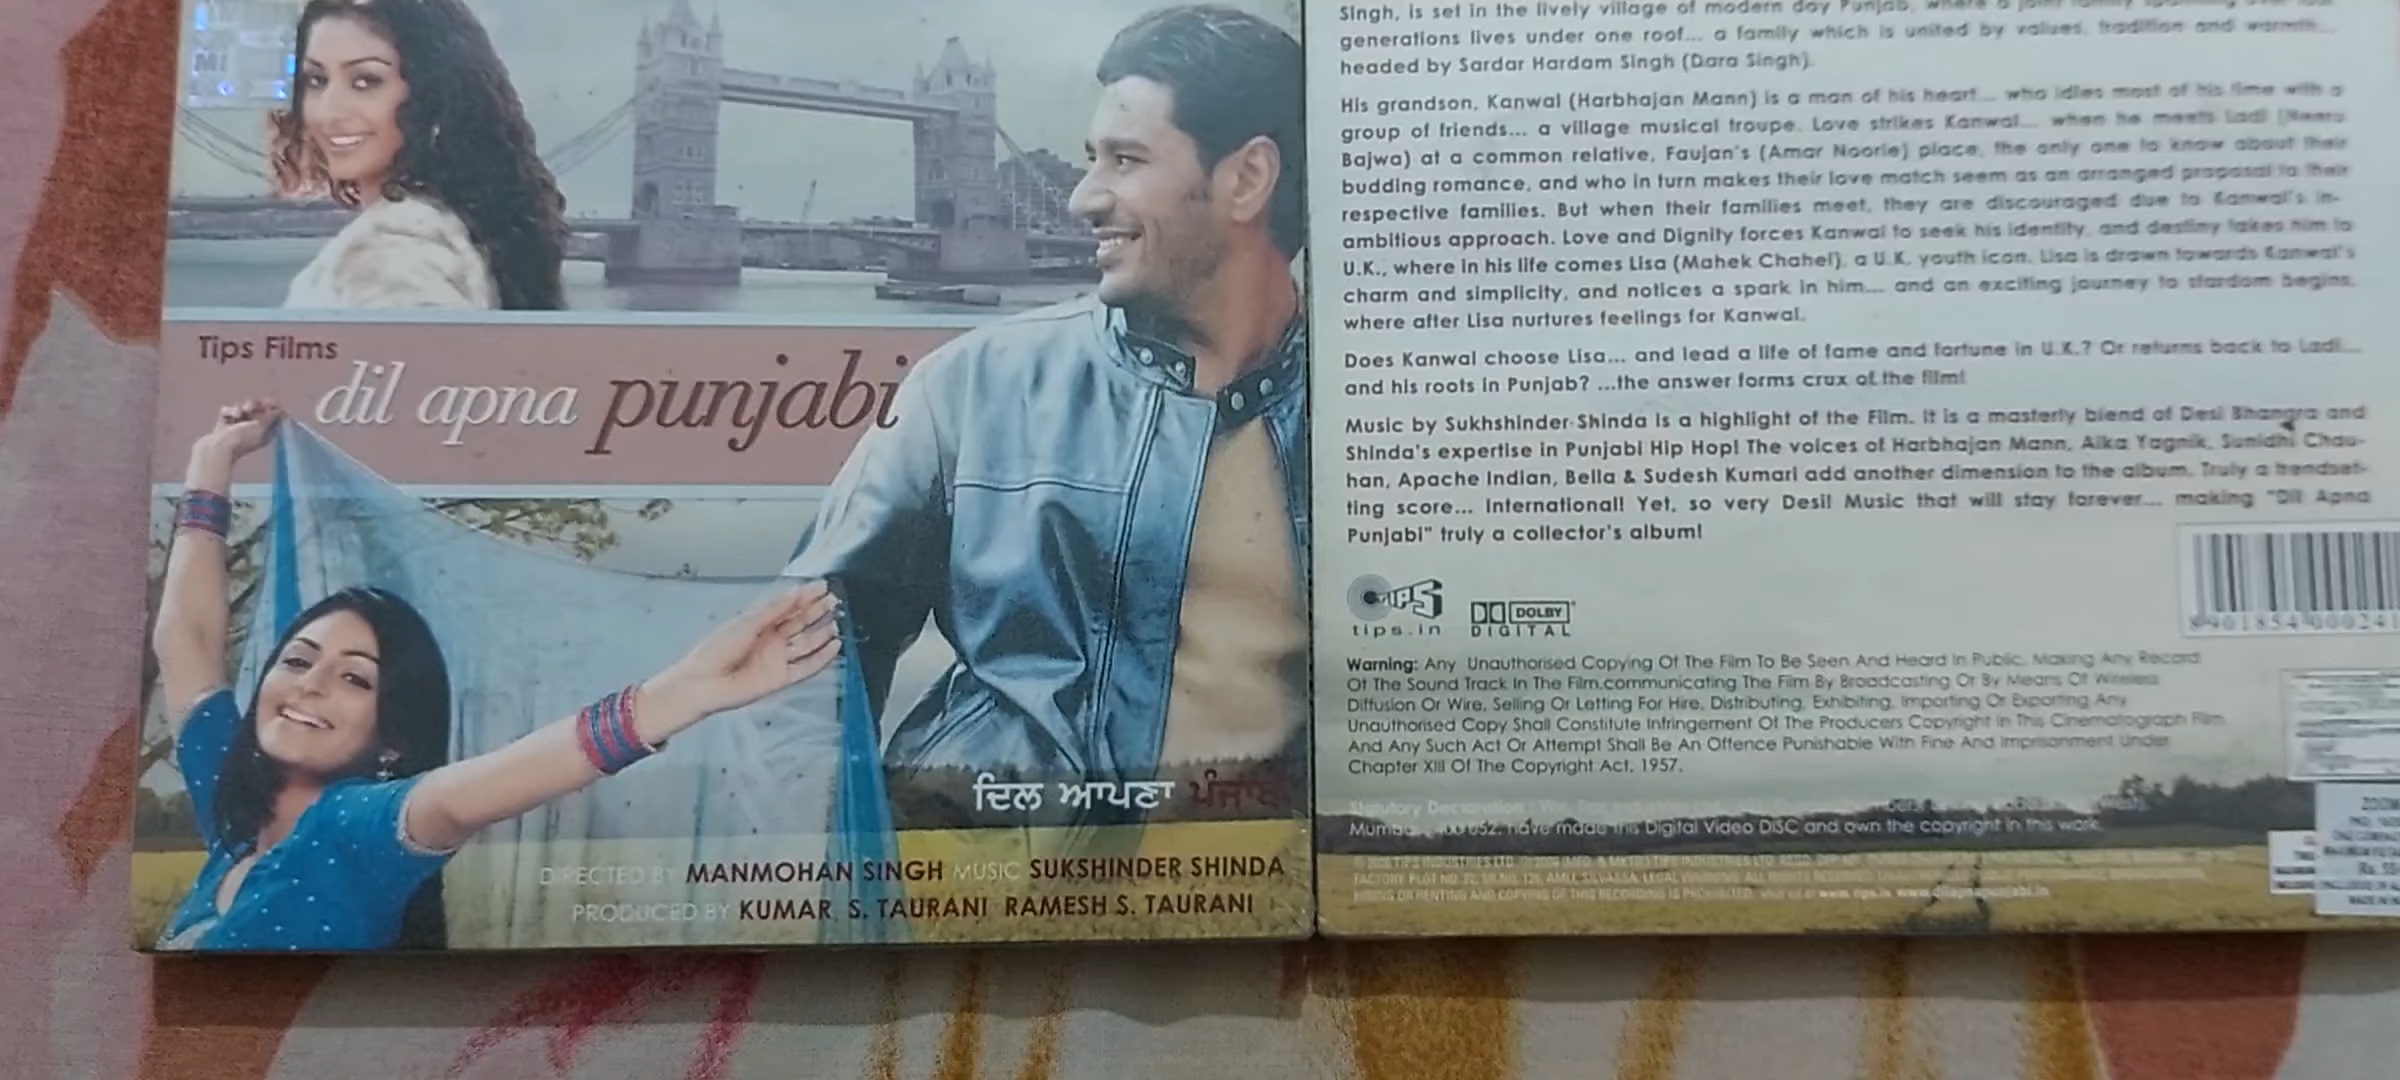 MI
Tips Films
dil apna punjabi
ਦਿਲ ਆਪਣਾ ਪੰਜਾਬੀ
DIRECTED BY MANMOHAN SINGH MUSIC SUKSHINDER SHINDA
PRODUCED BY KUMAR S. TAURANI RAMESH S. TAURANI
Singh, is set in the lively village of modern day Punjab, where a joint family
generations lives under one roof... a family which is united by values, tradition and warmth...
headed by Sardar Hardam Singh (Dara Singh).
His grandson, Kanwal (Harbhajan Mann) is a man of his heart... who idles most of his time with a
group of friends... a village musical troupe. Love strikes Kanwal... when he meets Ladi (Neeru
Bajwa) at a common relative, Faujan's (Amar Noorie) place, the only one to know about their
budding romance, and who in turn makes their love match seem as an arranged proposal to their
respective families. But when their families meet, they are discouraged due to Kanwal's in-
ambitious approach. Love and Dignity forces Kanwal to seek his identity, and destiny takes him to
U.K., where in his life comes Lisa (Mahek Chahel), a U.K. youth icon. Lisa is drawn towards Kanwal's
charm and simplicity, and notices a spark in him... and an exciting journey to stardom begins,
where after Lisa nurtures feelings for Kanwal.
Does Kanwal choose Lisa... and lead a life of fame and fortune in U.K.? Or returns back to Ladi...
and his roots in Punjab? ...the answer forms crux of the film!
Music by Sukhshinder Shinda is a highlight of the Film. It is a masterly blend of Desi Bhangra and
Shinda's expertise in Punjabi Hip Hop! The voices of Harbhajan Mann, Alka Yagnik, Sunidhi Chau-
han, Apache Indian, Bella & Sudesh Kumari add another dimension to the album. Truly a trendset-
ting score... International! Yet, so very Desi! Music that will stay forever... making "Dil Apna
Punjabi" truly a collector's album!
TIPS
tips.in
DOLBY
DIGITAL
8901854000241
Warning: Any Unauthorised Copying Of The Film To Be Seen And Heard In Public, Making Any Record
Of The Sound Track In The Film,communicating The Film By Broadcasting Or By Means Of Wireless
Diffusion Or Wire, Selling Or Letting For Hire, Distributing, Exhibiting, Importing Or Exporting Any
Unauthorised Copy Shall Constitute Infringement Of The Producers Copyright In This Cinematograph Film
And Any Such Act Or Attempt Shall Be An Offence Punishable With Fine And Imprisonment Under
Chapter XIII Of The Copyright Act, 1957.
Statutory Declaration :
Mumbai 400 052, have made this Digital Video DISC and own the copyright in this work.
www.tips.in www.dilapnapunjabi.in